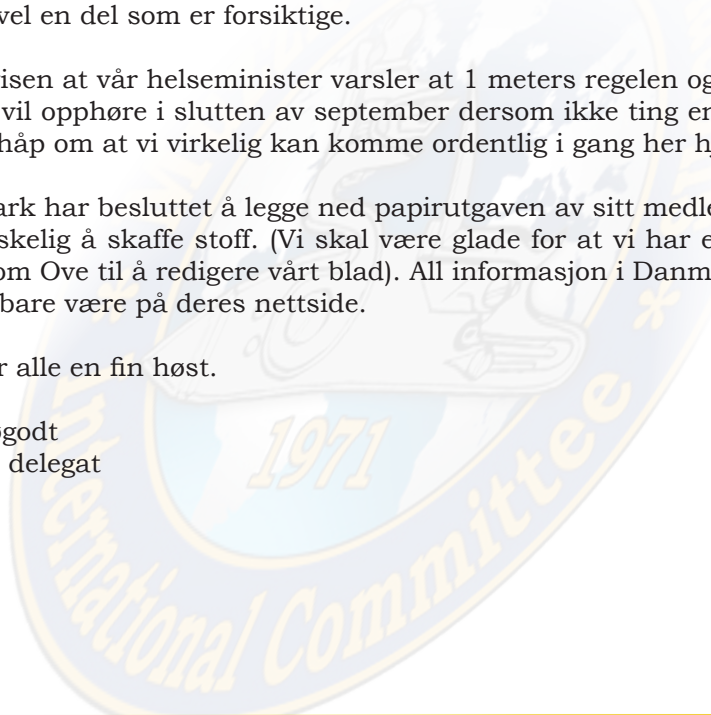 vel en del som er forsiktige.
isen at vår helseminister varsler at 1 meters regelen og
vil opphøre i slutten av september dersom ikke ting en
håp om at vi virkelig kan komme ordentlig i gang her hj
ark har besluttet å legge ned papirutgaven av sitt medle
skelig å skaffe stoff. (Vi skal være glade for at vi har e
om Ove til å redigere vårt blad). All informasjon i Danm
bare være på deres nettside.
r alle en fin høst.
godt
delegat
1971
International Committee